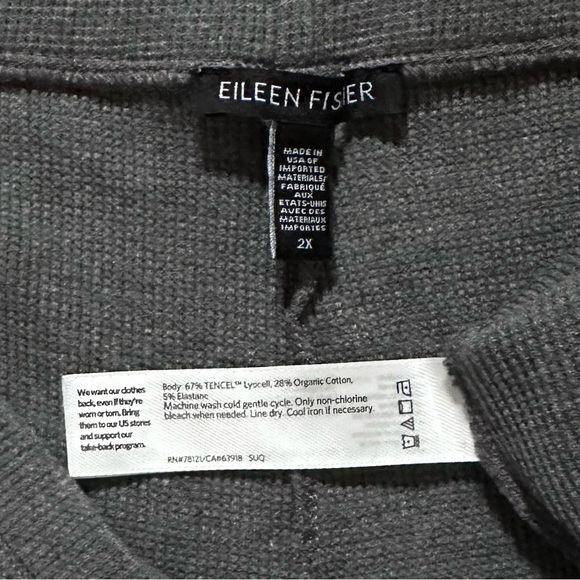 EILEEN FISHER
MADE IN
USA OF
IMPORTED
MATERIALS/
FABRIQUÉ
AUX
ETATS-UNIS
AVEC DES
MATERIAUX
IMPORTES
2X
We want our clothes
back, even if they're
worn or torn. Bring
them to our US stores
and support our
take-back program.
Body: 67% TENCEL™ Lyocell, 28% Organic Cotton,
5% Elastane
Machine wash cold gentle cycle. Only non-chlorine
bleach when needed. Line dry. Cool iron if necessary.
RN#78121/CA#63918 SUQ